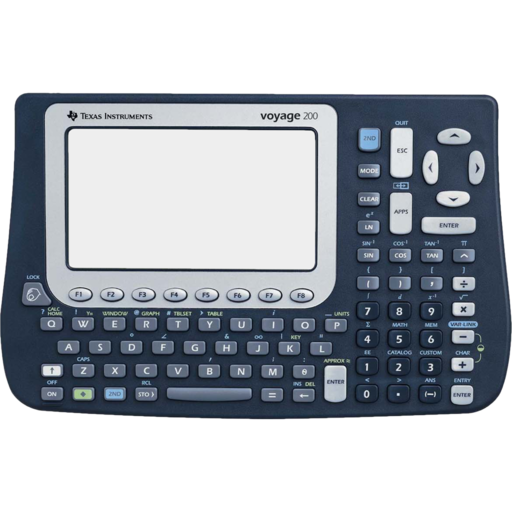 TEXAS INSTRUMENTS voyage 200
QUIT
2ND ESC
MODE
CLEAR APPS
eˣ
LN ENTER
SIN⁻¹ COS⁻¹ TAN⁻¹ π
SIN COS TAN ^
{ } [ ]
( ) , ÷
√
7 8 9 ×
LOCK
F1 F2 F3 F4 F5 F6 F7 F8
CALC
HOME Y= WINDOW GRAPH TBLSET TABLE i UNITS
Q W E R T Y U I O P
Σ MATH MEM VAR-LINK
4 5 6 −
& ∞ KEY
A S D F G H J K L θ
EE CATALOG CUSTOM CHAR
1 2 3 +
CAPS APPROX ≈
↑ Z X C V B N M ENTER
OFF RCL INS DEL
ON 2ND STO = ←
< > ANS ENTRY
0 . (−) ENTER